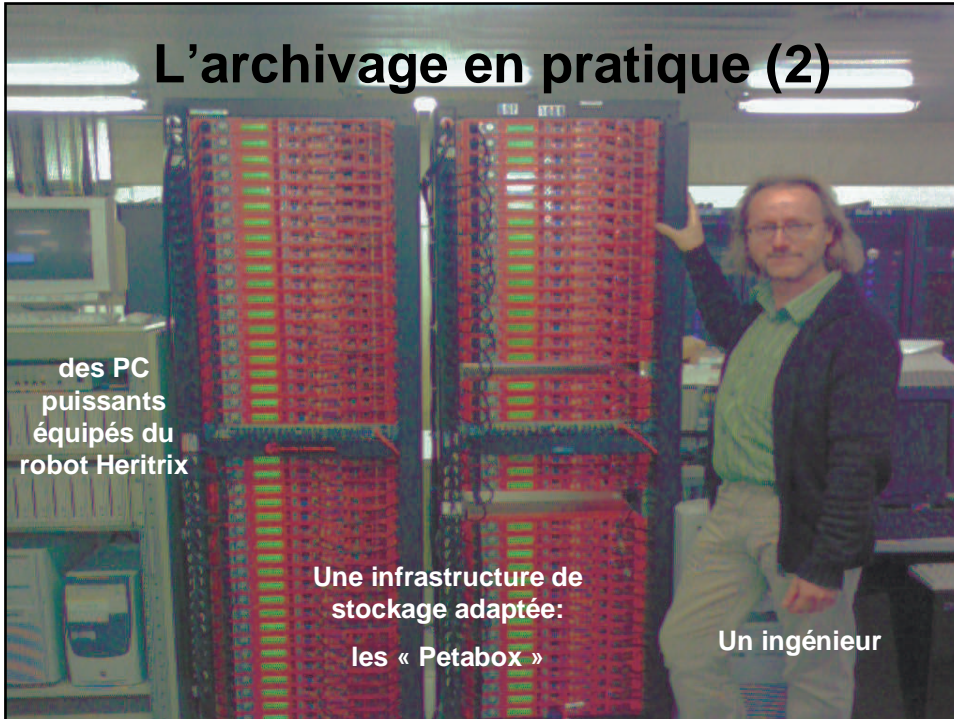 L'archivage en pratique (2)
des PC
puissants
équipés du
robot Heritrix
Une infrastructure de
stockage adaptée:
les « Petabox »
Un ingénieur